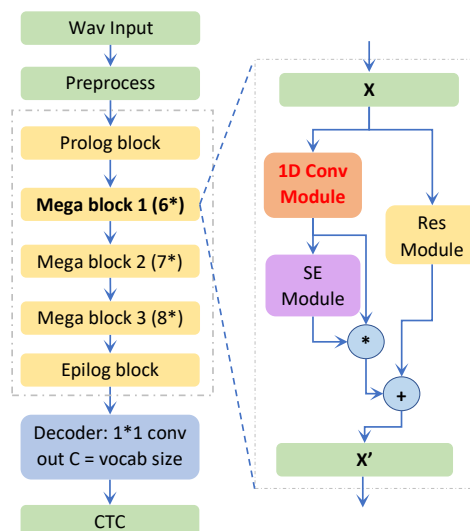 Wav Input
Preprocess
Prolog block
Mega block 1 (6*)
Mega block 2 (7*)
Mega block 3 (8*)
Epilog block
Decoder: 1*1 conv
out C = vocab size
CTC
X
1D Conv
Module
Res
Module
SE
Module
*
+
X’